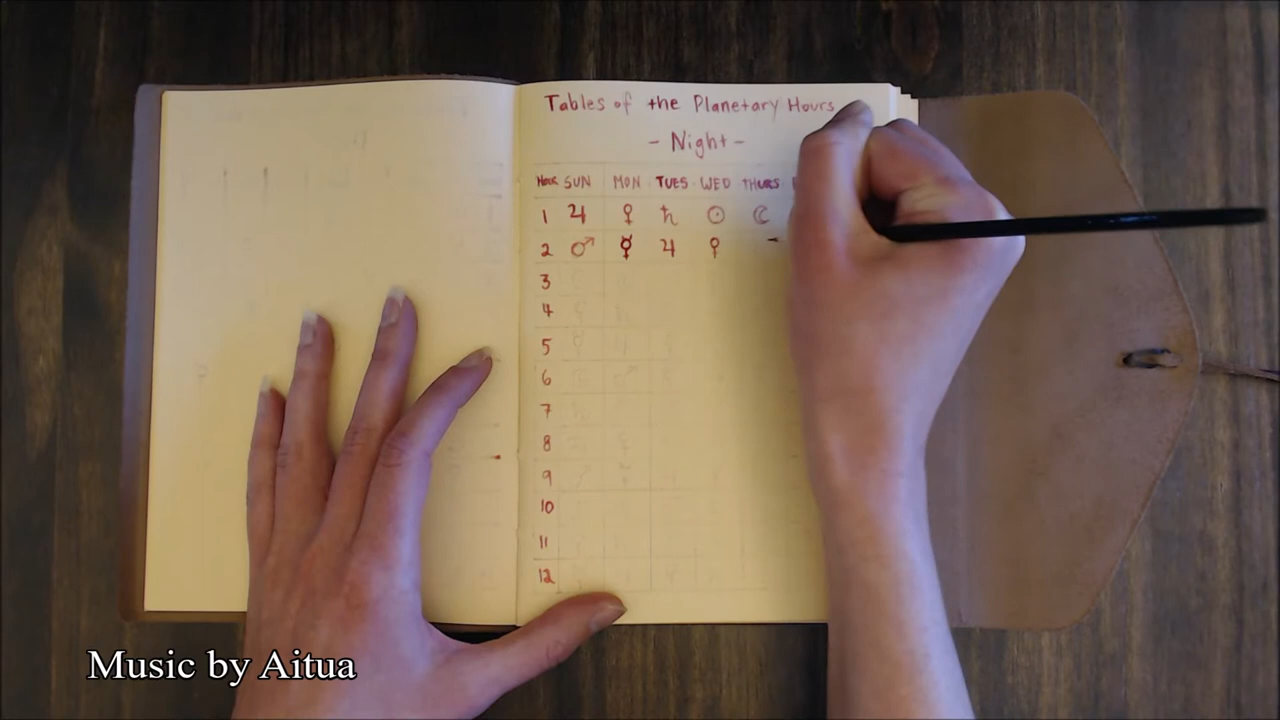 Tables of the Planetary Hours
- Night -
Hour SUN MON TUES WED THURS
1 ♃ ♀ ♄ ☉ ☾
2 ♂ ☿ ♃ ♀
3
4
5
6
7
8
9
10
11
12
Music by Aitua